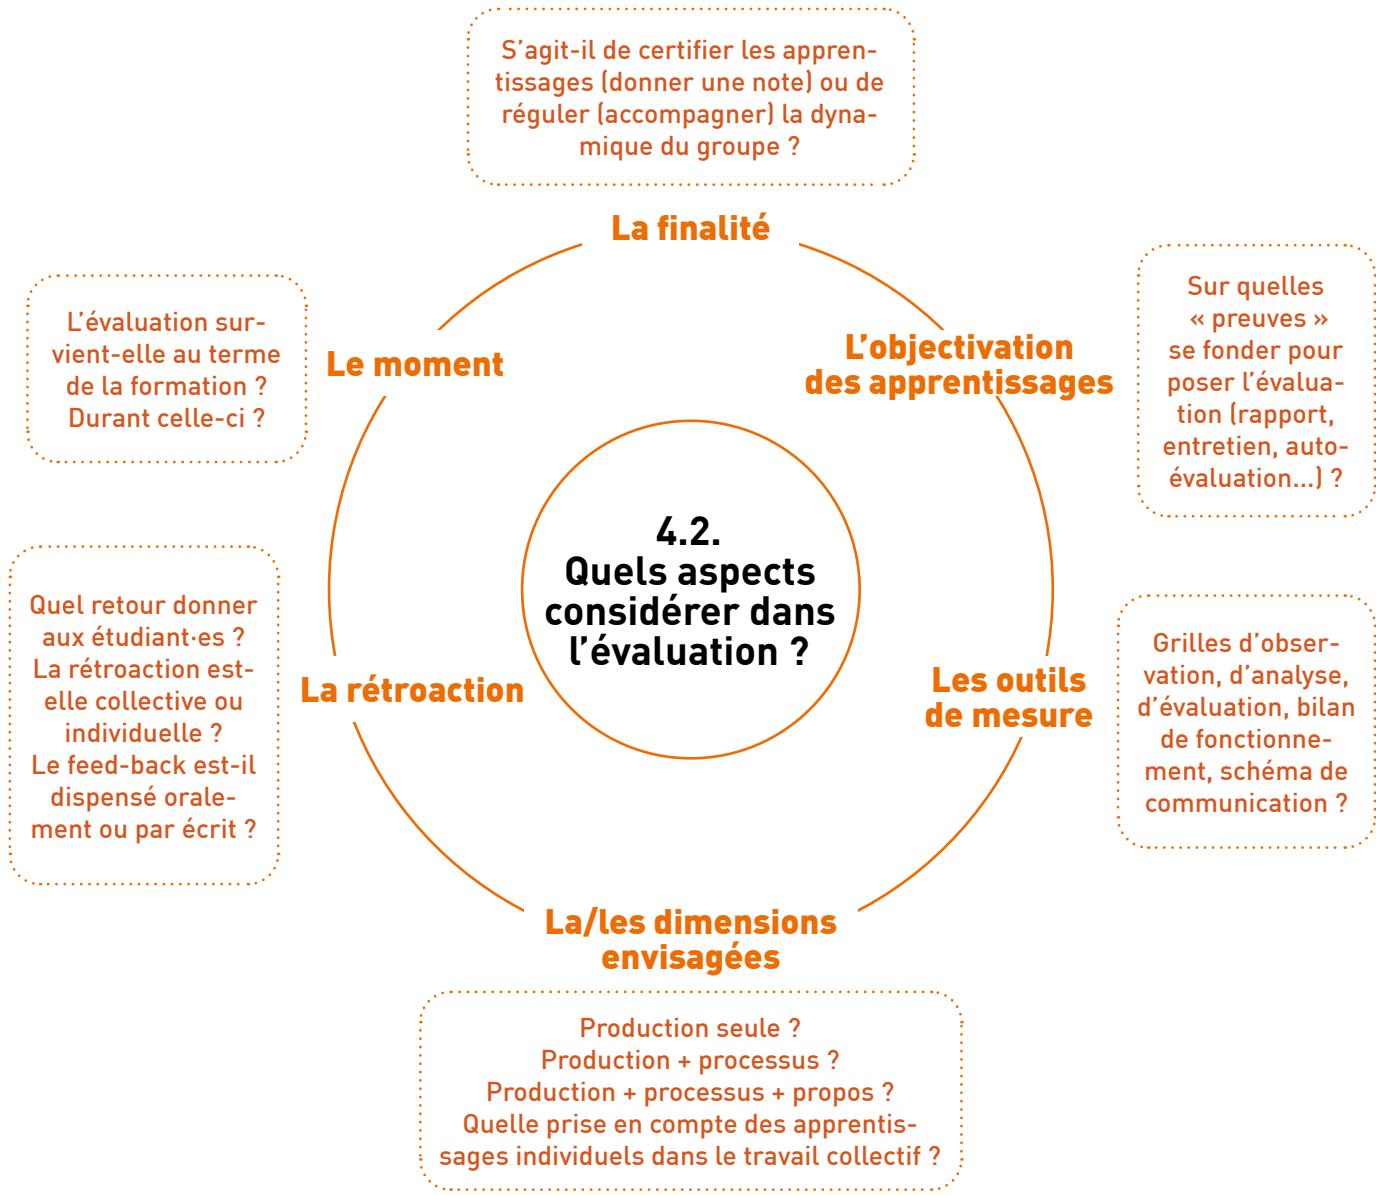 S'agit-il de certifier les appren-
tissages (donner une note) ou de
réguler (accompagner) la dyna-
mique du groupe ?
La finalité
L'évaluation sur-
vient-elle au terme
de la formation ?
Durant celle-ci ?
Le moment
L'objectivation
des apprentissages
Sur quelles
« preuves »
se fonder pour
poser l'évalua-
tion (rapport,
entretien, auto-
évaluation...) ?
4.2.
Quels aspects
considérer dans
l'évaluation ?
Quel retour donner
aux étudiant·es ?
La rétroaction est-
elle collective ou
individuelle ?
Le feed-back est-il
dispensé orale-
ment ou par écrit ?
La rétroaction
Les outils
de mesure
Grilles d'obser-
vation, d'analyse,
d'évaluation, bilan
de fonctionne-
ment, schéma de
communication ?
La/les dimensions
envisagées
Production seule ?
Production + processus ?
Production + processus + propos ?
Quelle prise en compte des apprentis-
sages individuels dans le travail collectif ?